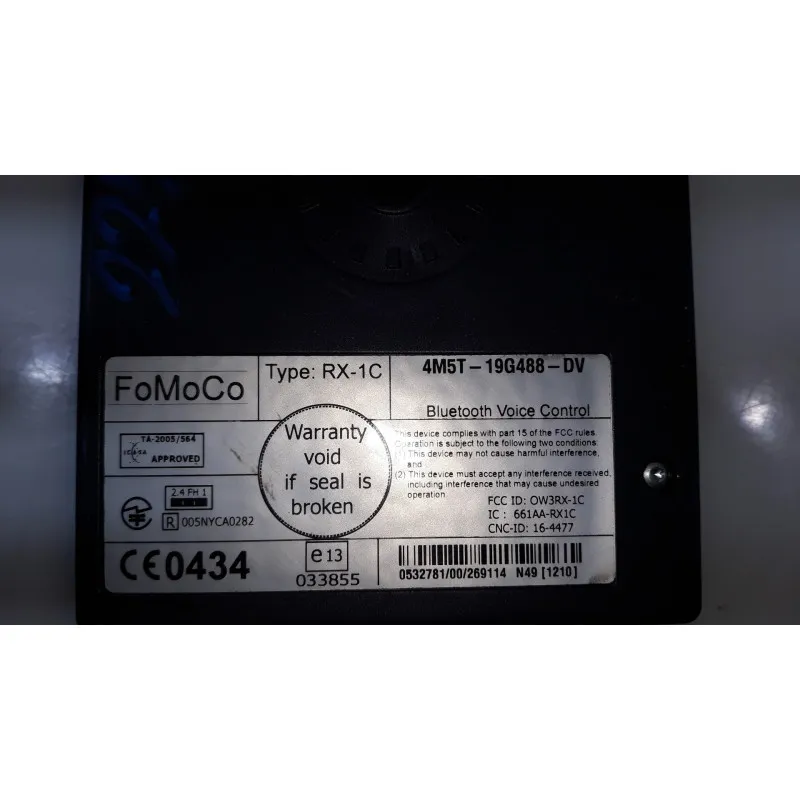 FoMoCo
Type: RX-1C
4M5T-19G488-DV
Bluetooth Voice Control
TA-2005/564
APPROVED
Warranty
void
if seal is
broken
This device complies with part 15 of the FCC rules.
Operation is subject to the following two conditions:
(1) This device may not cause harmful interference,
and
(2) This device must accept any interference received,
including interference that may cause undesired
operation
FCC ID: OW3RX-1C
IC : 661AA-RX1C
CNC-ID: 16-4477
2.4 FH 1
R 005NYCA0282
CE0434
e13
033855
0532781/00/269114 N49 [1210]